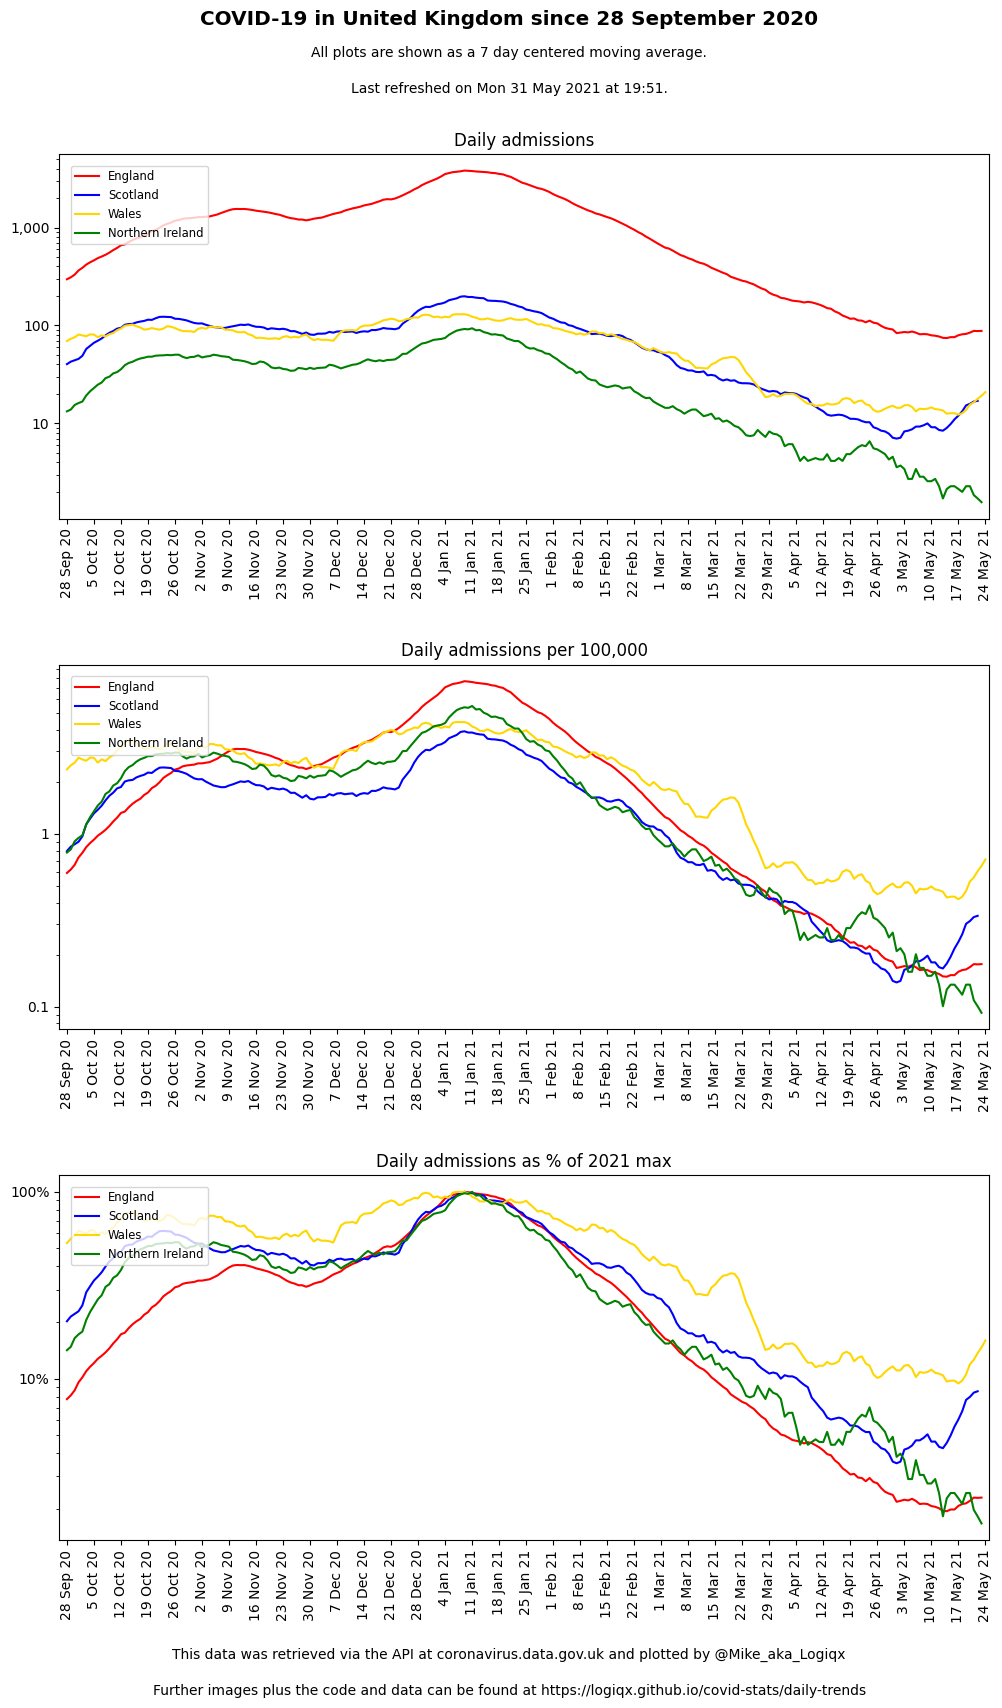 COVID-19 in United Kingdom since 28 September 2020
All plots are shown as a 7 day centered moving average.
Last refreshed on Mon 31 May 2021 at 19:51.
Daily admissions
England
Scotland
Wales
Northern Ireland
1,000
100
10
28 Sep 20
5 Oct 20
12 Oct 20
19 Oct 20
26 Oct 20
2 Nov 20
9 Nov 20
16 Nov 20
23 Nov 20
30 Nov 20
7 Dec 20
14 Dec 20
21 Dec 20
28 Dec 20
4 Jan 21
11 Jan 21
18 Jan 21
25 Jan 21
1 Feb 21
8 Feb 21
15 Feb 21
22 Feb 21
1 Mar 21
8 Mar 21
15 Mar 21
22 Mar 21
29 Mar 21
5 Apr 21
12 Apr 21
19 Apr 21
26 Apr 21
3 May 21
10 May 21
17 May 21
24 May 21
Daily admissions per 100,000
England
Scotland
Wales
Northern Ireland
1
0.1
28 Sep 20
5 Oct 20
12 Oct 20
19 Oct 20
26 Oct 20
2 Nov 20
9 Nov 20
16 Nov 20
23 Nov 20
30 Nov 20
7 Dec 20
14 Dec 20
21 Dec 20
28 Dec 20
4 Jan 21
11 Jan 21
18 Jan 21
25 Jan 21
1 Feb 21
8 Feb 21
15 Feb 21
22 Feb 21
1 Mar 21
8 Mar 21
15 Mar 21
22 Mar 21
29 Mar 21
5 Apr 21
12 Apr 21
19 Apr 21
26 Apr 21
3 May 21
10 May 21
17 May 21
24 May 21
Daily admissions as % of 2021 max
England
Scotland
Wales
Northern Ireland
100%
10%
28 Sep 20
5 Oct 20
12 Oct 20
19 Oct 20
26 Oct 20
2 Nov 20
9 Nov 20
16 Nov 20
23 Nov 20
30 Nov 20
7 Dec 20
14 Dec 20
21 Dec 20
28 Dec 20
4 Jan 21
11 Jan 21
18 Jan 21
25 Jan 21
1 Feb 21
8 Feb 21
15 Feb 21
22 Feb 21
1 Mar 21
8 Mar 21
15 Mar 21
22 Mar 21
29 Mar 21
5 Apr 21
12 Apr 21
19 Apr 21
26 Apr 21
3 May 21
10 May 21
17 May 21
24 May 21
This data was retrieved via the API at coronavirus.data.gov.uk and plotted by @Mike_aka_Logiqx
Further images plus the code and data can be found at https://logiqx.github.io/covid-stats/daily-trends